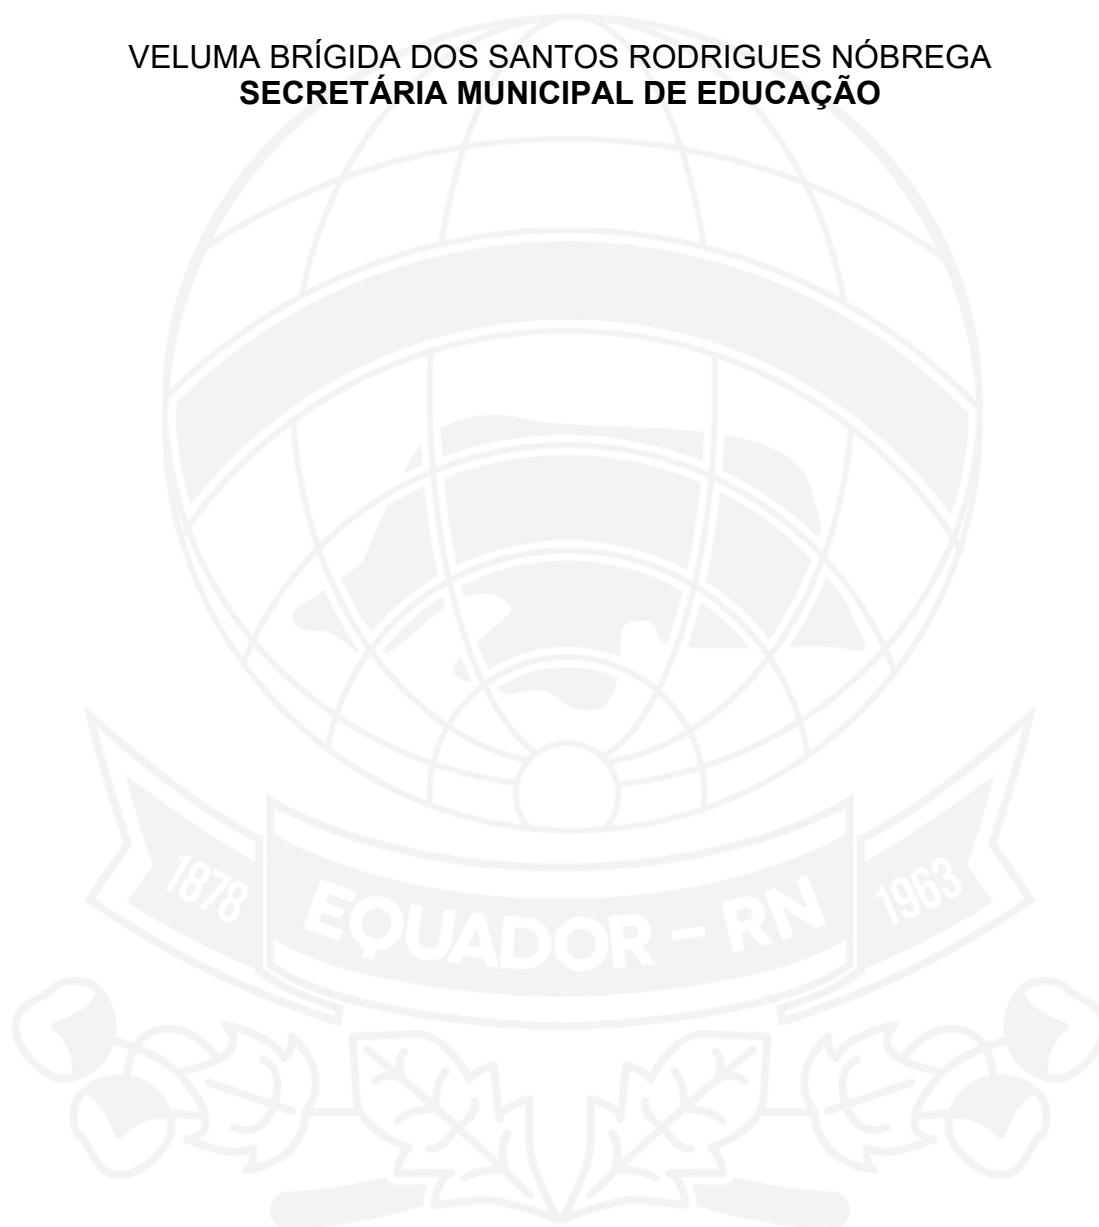 VELUMA BRÍGIDA DOS SANTOS RODRIGUES NÓBREGA
SECRETÁRIA MUNICIPAL DE EDUCAÇÃO
1878
EQUADOR - RN
1963